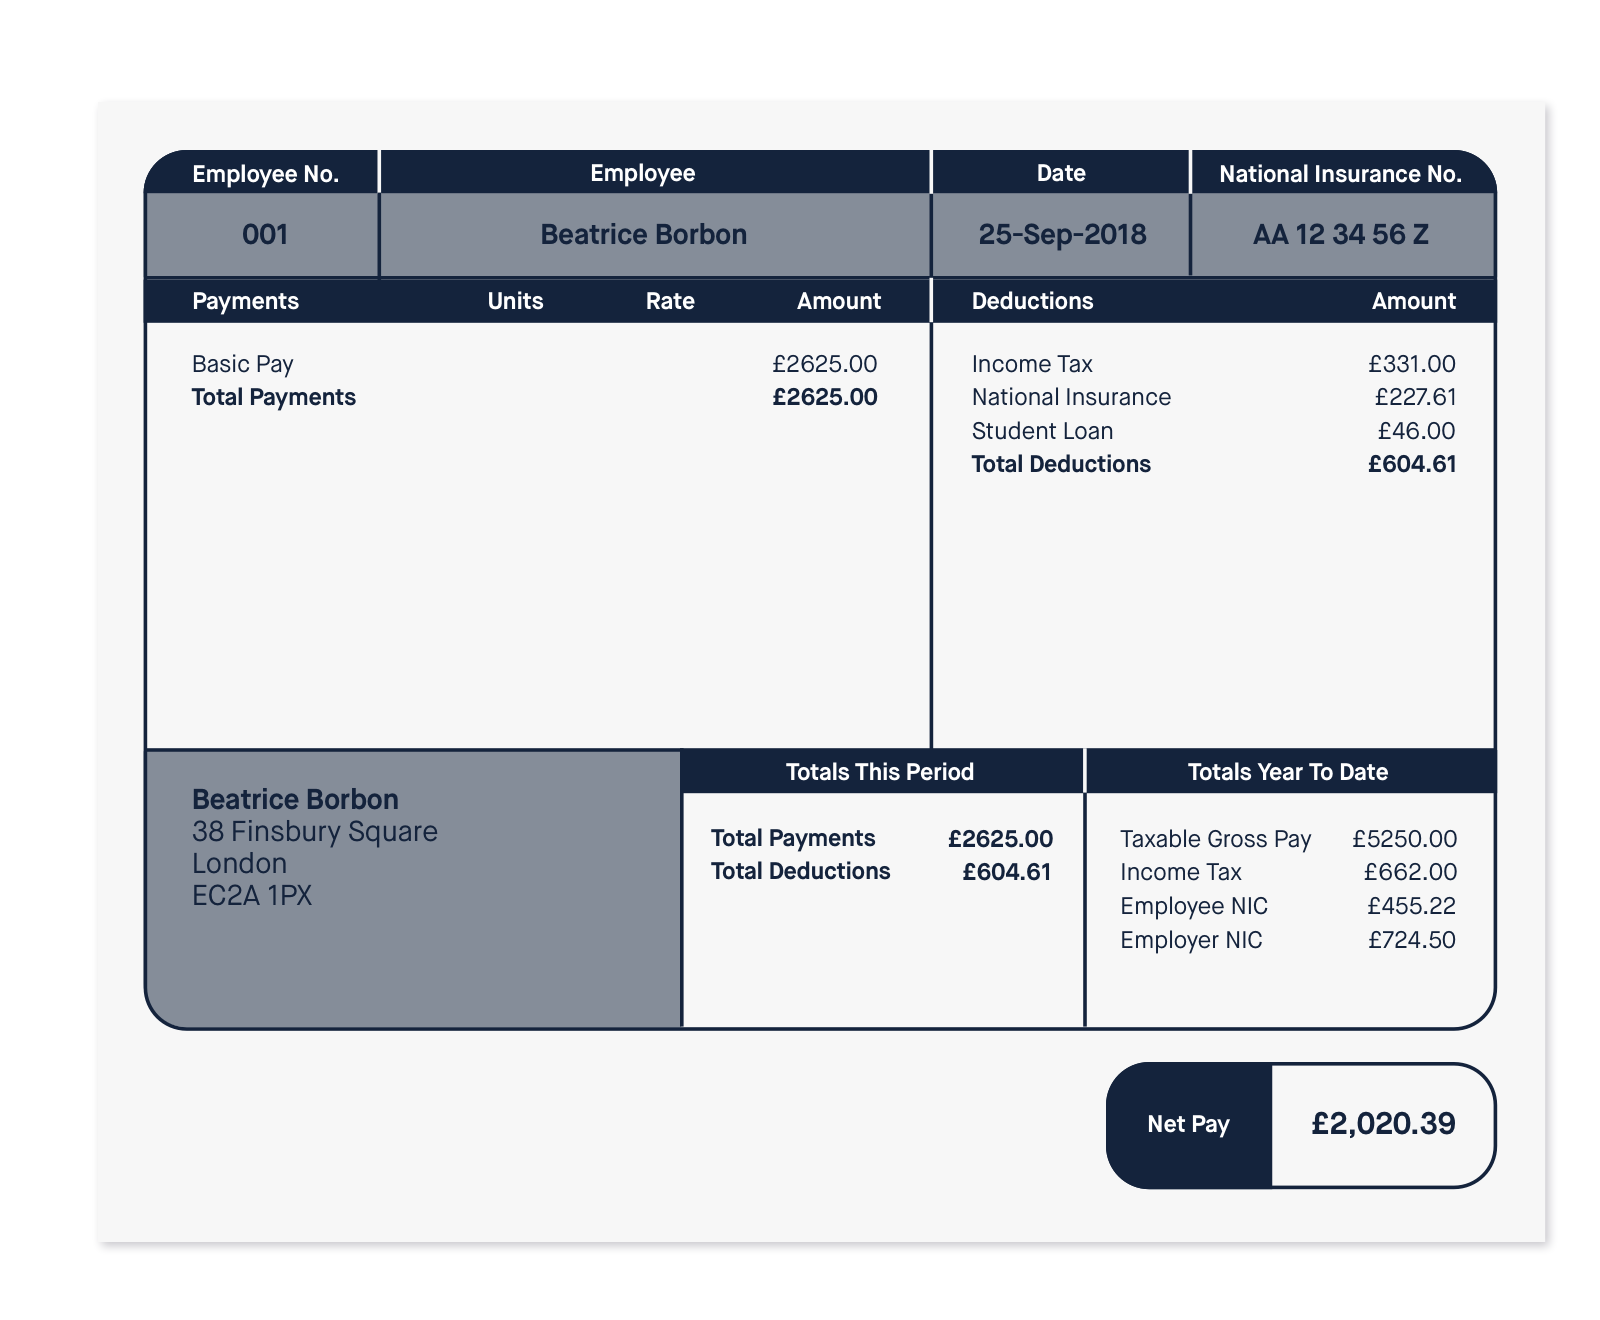 Employee No. Employee Date National Insurance No.
001 Beatrice Borbon 25-Sep-2018 AA 12 34 56 Z
Payments Units Rate Amount Deductions Amount
Basic Pay £2625.00 Income Tax £331.00
Total Payments £2625.00 National Insurance £227.61
Student Loan £46.00
Total Deductions £604.61
Totals This Period Totals Year To Date
Beatrice Borbon
38 Finsbury Square
London
EC2A 1PX
Total Payments £2625.00
Total Deductions £604.61
Taxable Gross Pay £5250.00
Income Tax £662.00
Employee NIC £455.22
Employer NIC £724.50
Net Pay £2,020.39